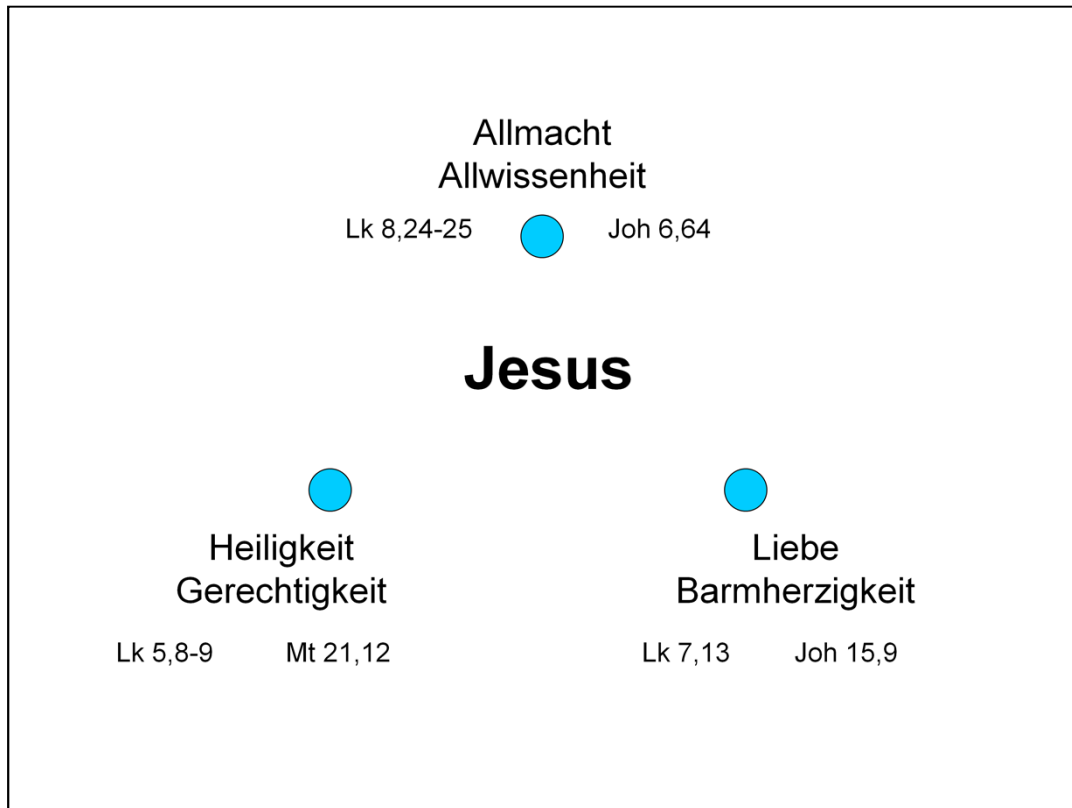 Allmacht
Allwissenheit
Lk 8,24-25 Joh 6,64
Jesus
Heiligkeit
Gerechtigkeit
Lk 5,8-9 Mt 21,12
Liebe
Barmherzigkeit
Lk 7,13 Joh 15,9